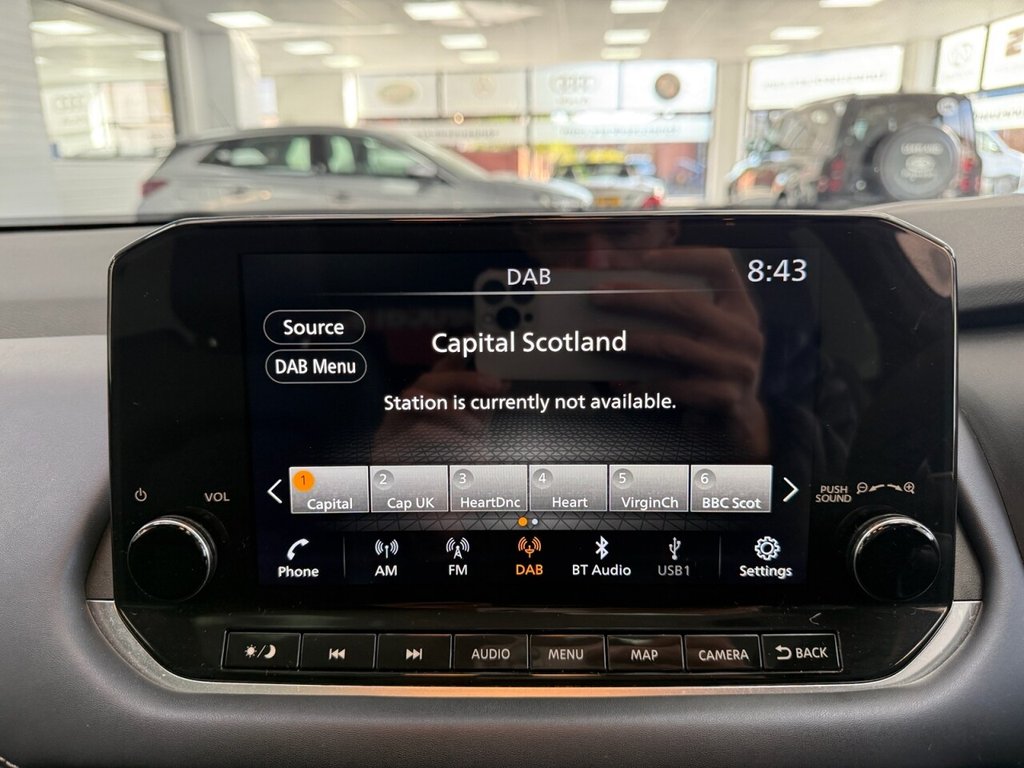 DAB
8:43
Source
Capital Scotland
DAB Menu
Station is currently not available.
1 Capital
2 Cap UK
3 HeartDnc
4 Heart
5 VirginCh
6 BBC Scot
VOL
PUSH
SOUND
Phone
AM
FM
DAB
BT Audio
USB1
Settings
AUDIO
MENU
MAP
CAMERA
BACK